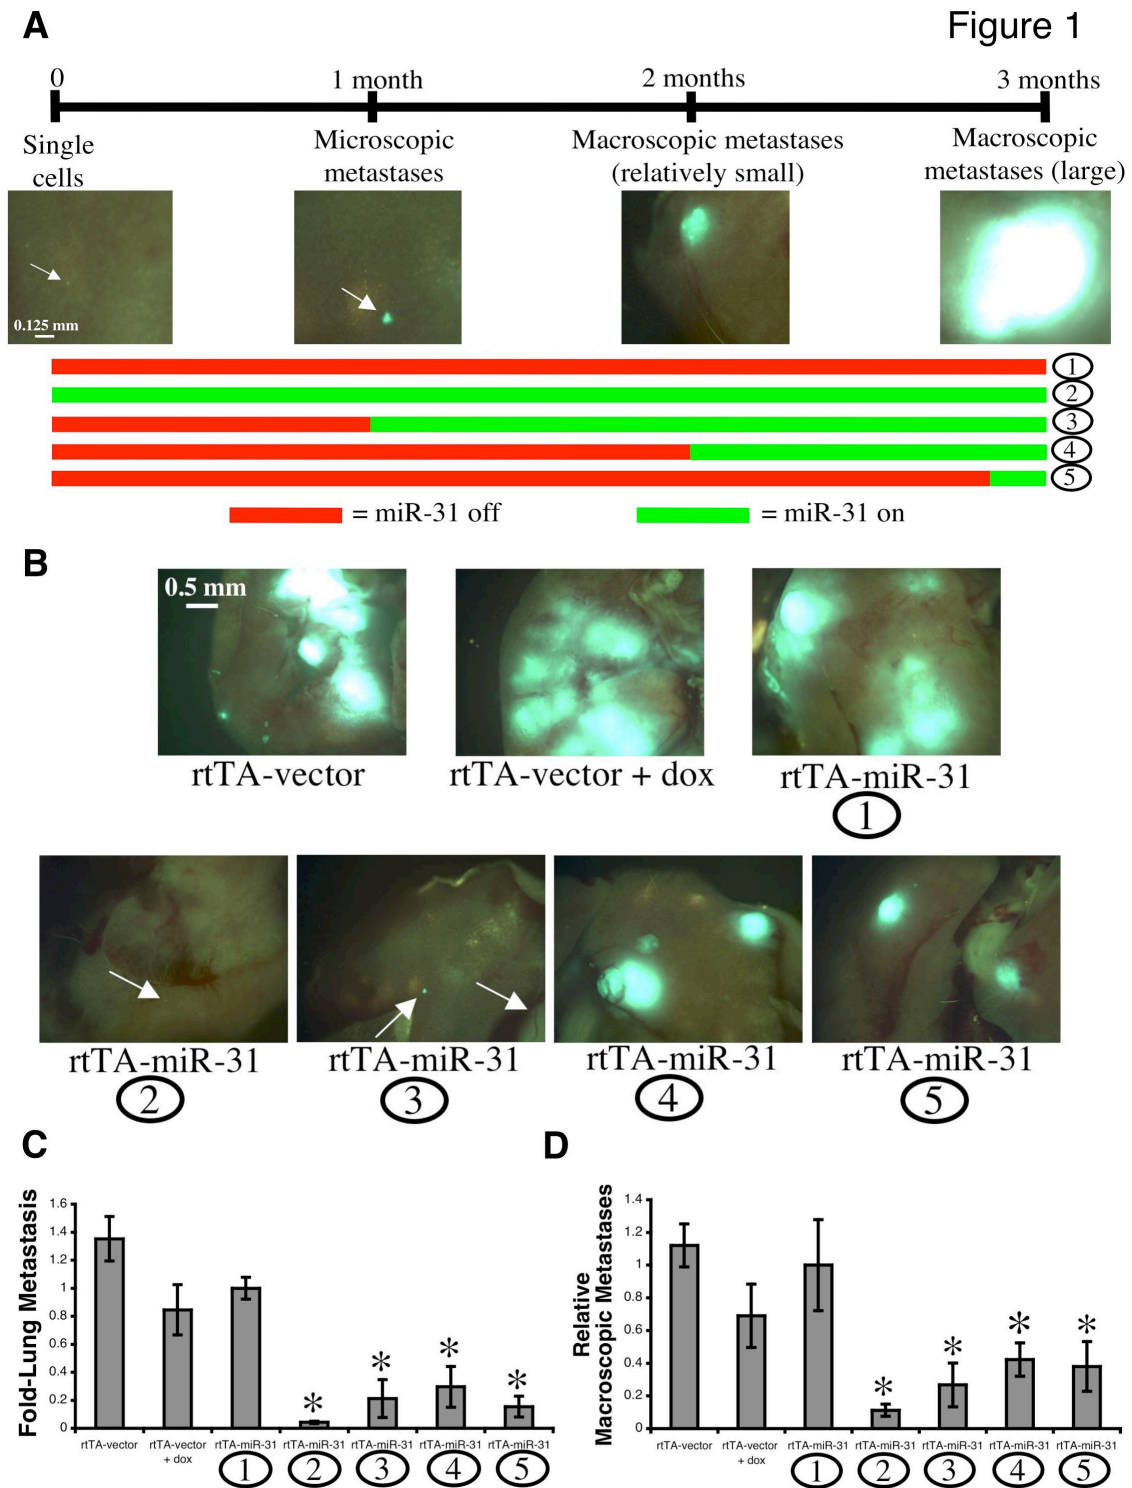 A
Figure 1
0
1 month
2 months
3 months
Single
cells
Microscopic
metastases
Macroscopic metastases
(relatively small)
Macroscopic
metastases (large)
0.125 mm
1
2
3
4
5
= miR-31 off
= miR-31 on
B
0.5 mm
rtTA-vector
rtTA-vector + dox
rtTA-miR-31
1
rtTA-miR-31
2
rtTA-miR-31
3
rtTA-miR-31
4
rtTA-miR-31
5
C
Fold-Lung Metastasis
1.6
1.4
1.2
1
0.8
0.6
0.4
0.2
0
*
*
*
*
rtTA-vector
rtTA-vector
+ dox
rtTA-miR-31
1
rtTA-miR-31
2
rtTA-miR-31
3
rtTA-miR-31
4
rtTA-miR-31
5
D
Relative
Macroscopic Metastases
1.4
1.2
1
0.8
0.6
0.4
0.2
0
*
*
*
*
rtTA-vector
rtTA-vector
+ dox
rtTA-miR-31
1
rtTA-miR-31
2
rtTA-miR-31
3
rtTA-miR-31
4
rtTA-miR-31
5